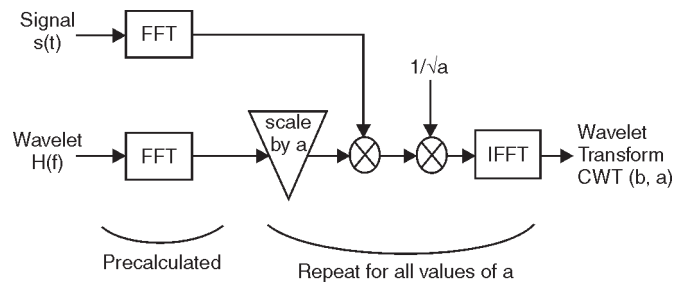 Signal
s(t)
FFT
1/√a
Wavelet
H(f)
FFT
scale
by a
IFFT
Wavelet
Transform
CWT (b, a)
Precalculated
Repeat for all values of a